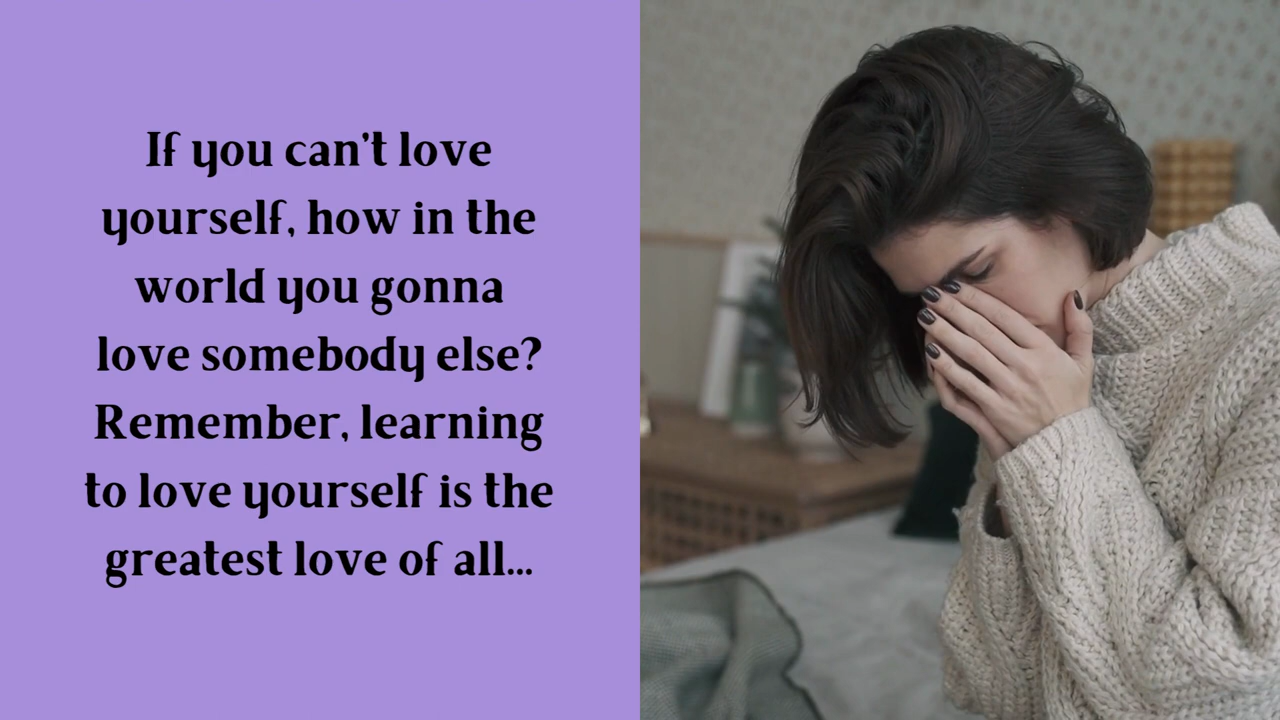 If you can't love
yourself, how in the
world you gonna
love somebody else?
Remember, learning
to love yourself is the
greatest love of all...